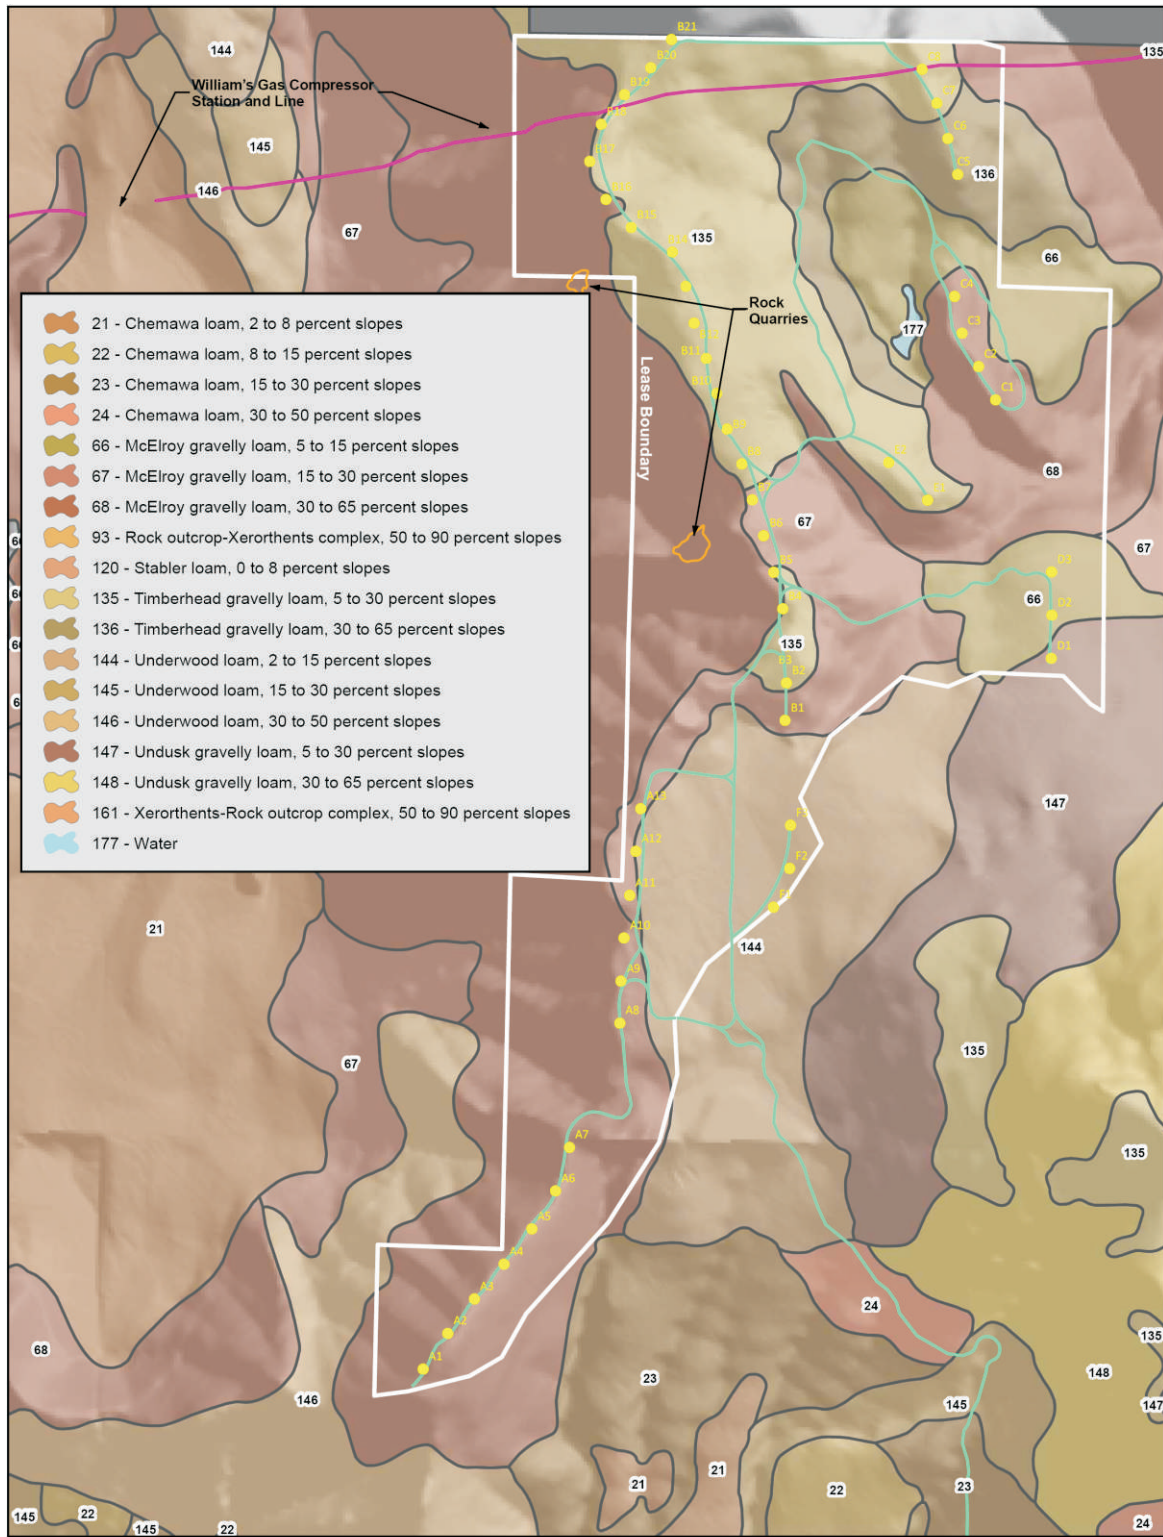 B21
144
B20
C8
135
William's Gas Compressor
Station and Line
B19
C7
B18
145
C6
B17
C5
136
146
B16
67
B15
135
66
C4
Rock
Quarries
177
C3
B12
B11
C2
Lease Boundary
B10
C1
B9
B8
68
67
B6
67
B5
D3
66
D2
135
D1
B3
B2
B1
21 - Chemawa loam, 2 to 8 percent slopes
22 - Chemawa loam, 8 to 15 percent slopes
23 - Chemawa loam, 15 to 30 percent slopes
24 - Chemawa loam, 30 to 50 percent slopes
66 - McElroy gravelly loam, 5 to 15 percent slopes
67 - McElroy gravelly loam, 15 to 30 percent slopes
68 - McElroy gravelly loam, 30 to 65 percent slopes
93 - Rock outcrop-Xerorthents complex, 50 to 90 percent slopes
120 - Stabler loam, 0 to 8 percent slopes
135 - Timberhead gravelly loam, 5 to 30 percent slopes
136 - Timberhead gravelly loam, 30 to 65 percent slopes
144 - Underwood loam, 2 to 15 percent slopes
145 - Underwood loam, 15 to 30 percent slopes
146 - Underwood loam, 30 to 50 percent slopes
147 - Undusk gravelly loam, 5 to 30 percent slopes
148 - Undusk gravelly loam, 30 to 65 percent slopes
161 - Xerorthents-Rock outcrop complex, 50 to 90 percent slopes
177 - Water
147
A13
F3
A12
F2
A11
F1
21
A10
144
A9
A8
135
67
135
A7
A6
A5
A4
A3
24
A2
135
68
A1
23
148
146
145
147
21
21
22
23
145
22
145
22
24